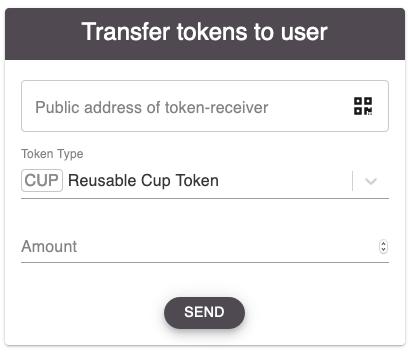 Transfer tokens to user
Public address of token-receiver
Token Type
CUP Reusable Cup Token
Amount
SEND